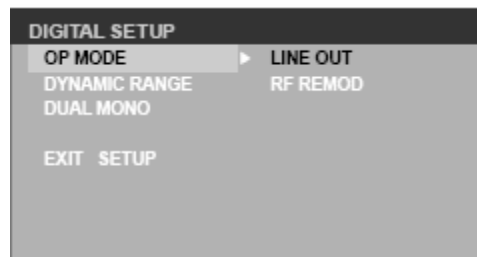 DIGITAL SETUP
OP MODE LINE OUT
DYNAMIC RANGE RF REMOD
DUAL MONO
EXIT SETUP